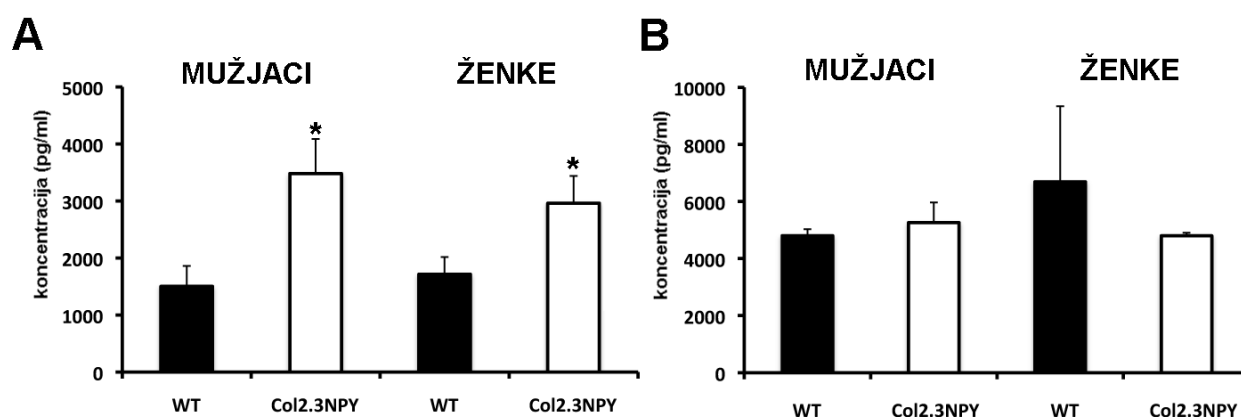 A
MUŽJACI ŽENKE
koncentracija (pg/ml)
5000
4000
3000
2000
1000
0
*
*
WT Col2.3NPY WT Col2.3NPY
B
MUŽJACI ŽENKE
koncentracija (pg/ml)
10000
8000
6000
4000
2000
0
WT Col2.3NPY WT Col2.3NPY